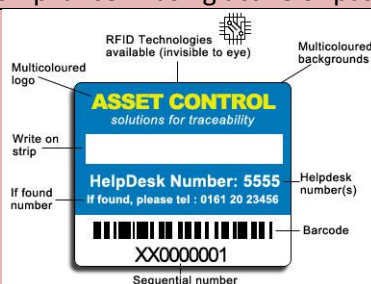 RFID Technologies
available (invisible to eye)
Multicoloured
logo
Multicoloured
backgrounds
ASSET CONTROL
solutions for traceability
Write on
strip
HelpDesk Number: 5555
Helpdesk
number(s)
If found
number
If found, please tel : 0161 20 23456
Barcode
XX0000001
Sequential number